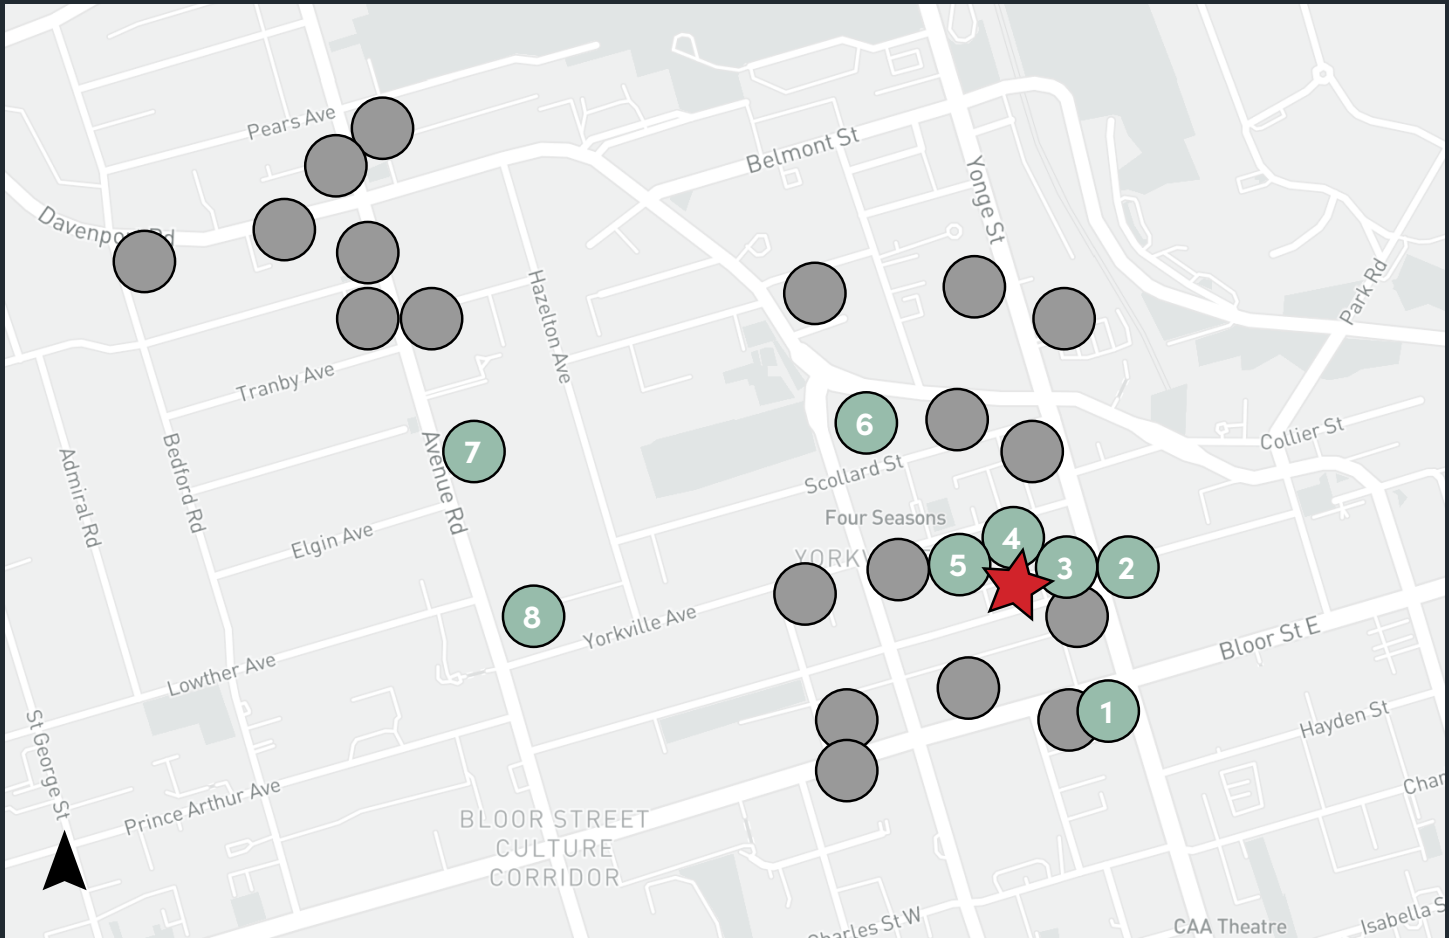 Pears Ave
Belmont St
Yonge St
Davenpo Rd
Hazelton Ave
Park Rd
Tranby Ave
6
Collier St
7
Avenue Rd
Bedford Rd
Admiral Rd
Scollard St
Four Seasons
Elgin Ave
4
YORKV
5
3
2
8
Yorkville Ave
Bloor St E
Lowther Ave
1
Hayden St
St George St
Prince Arthur Ave
Char
BLOOR STREET
CULTURE
CORRIDOR
Charles St W
CAA Theatre
Isabella S